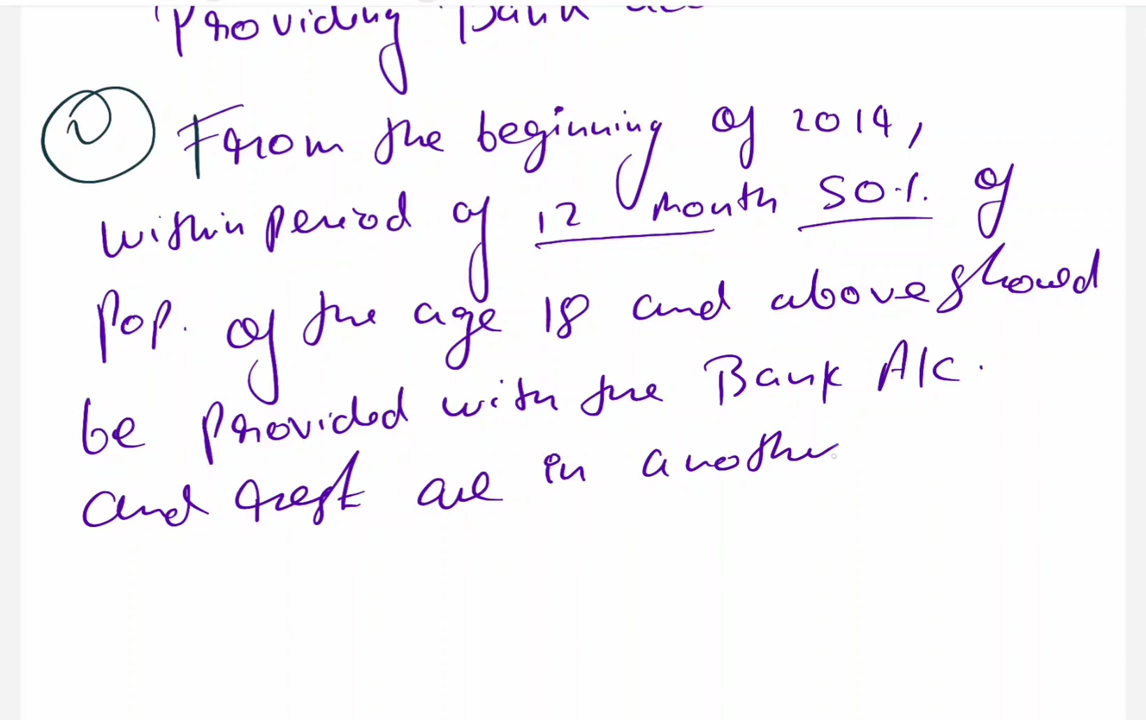 Providing Bank
i) From the beginning of 2014,
within period of 12 month 50% of
Pop. of the age 18 and above should
be provided with the Bank A/C.
and rest are in anothe